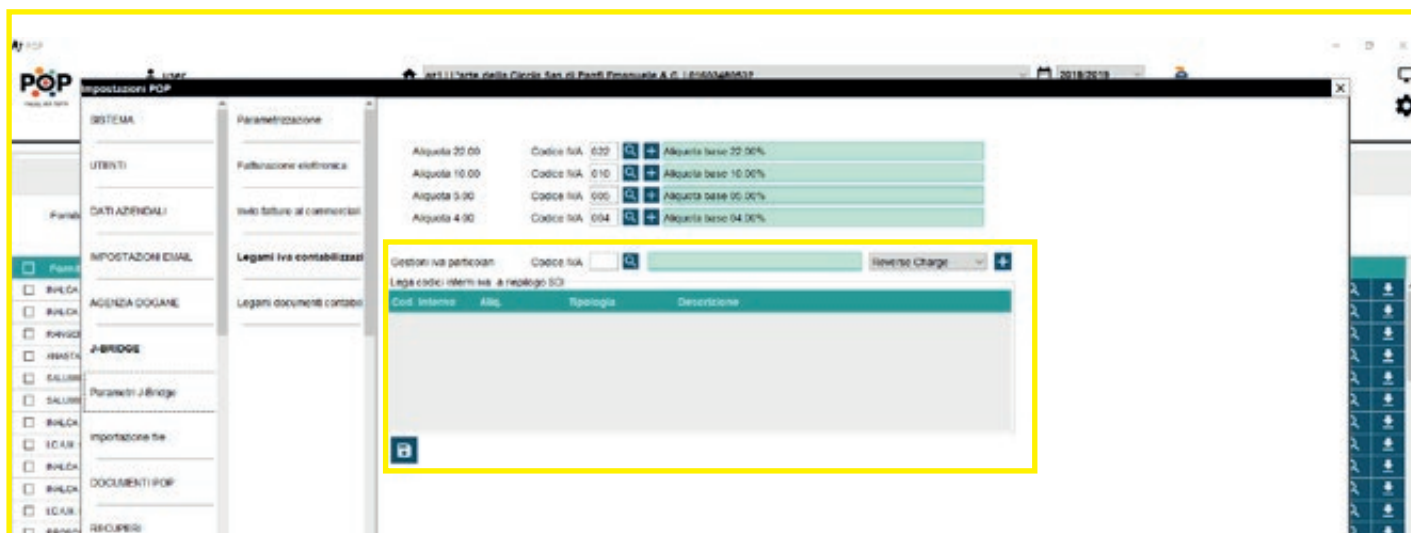 POP
POP
user
2018/2019
Impostazioni POP
SISTEMA
UTENTI
DATI AZIENDALI
IMPOSTAZIONI EMAIL
AGENZIA DOGANE
J-BRIDGE
Parametri J-Bridge
Importazione file
DOCUMENTI POP
RECUPERI
Parametrizzazione
Fatturazione elettronica
Invio fatture al commercial
Legami iva contabilizzazi
Legami documenti contabil
Aliquota 22.00 Codice IVA 022 Aliquota base 22.00%
Aliquota 10.00 Codice IVA 010 Aliquota base 10.00%
Aliquota 5.00 Codice IVA 005 Aliquota base 05.00%
Aliquota 4.00 Codice IVA 004 Aliquota base 04.00%
Gestioni iva particolari Codice IVA Reverse Charge
Lega codici interni iva a riepilogo SDI
Cod. Interno Aliq. Tipologia Descrizione